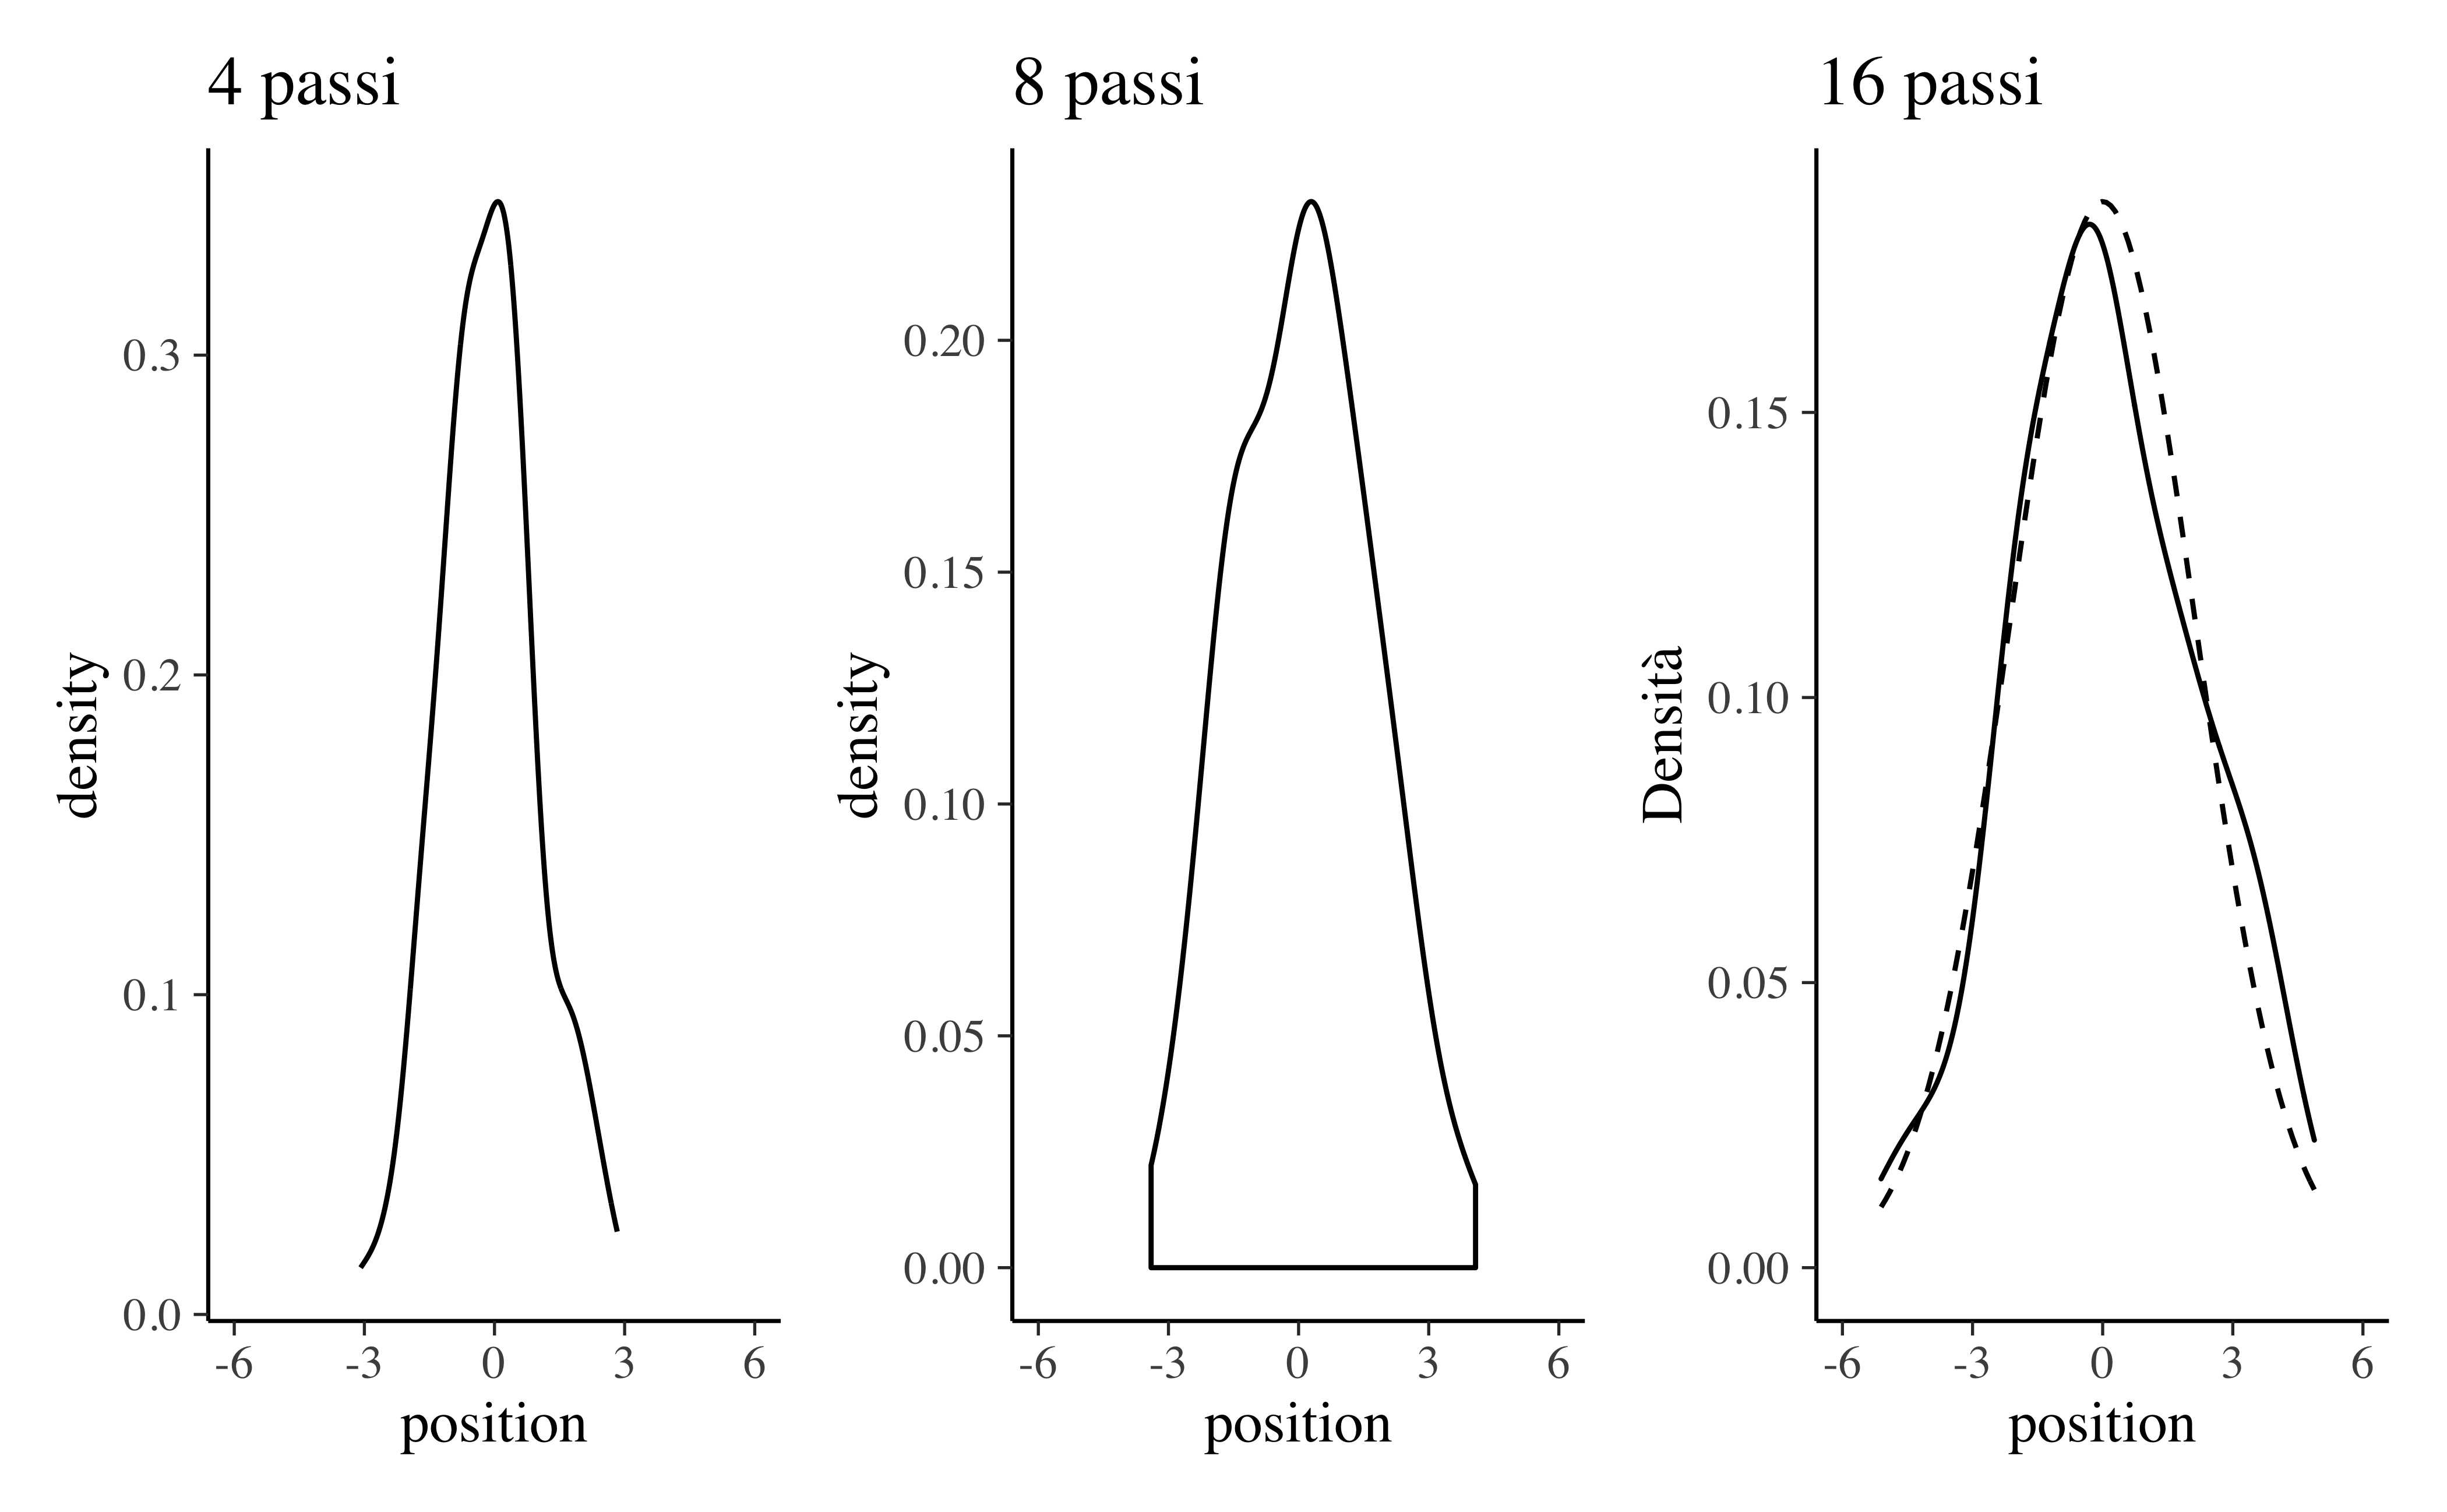 4 passi
density
0.3
0.2
0.1
0.0
-6 -3 0 3 6
position
8 passi
density
0.20
0.15
0.10
0.05
0.00
-6 -3 0 3 6
position
16 passi
Densità
0.15
0.10
0.05
0.00
-6 -3 0 3 6
position